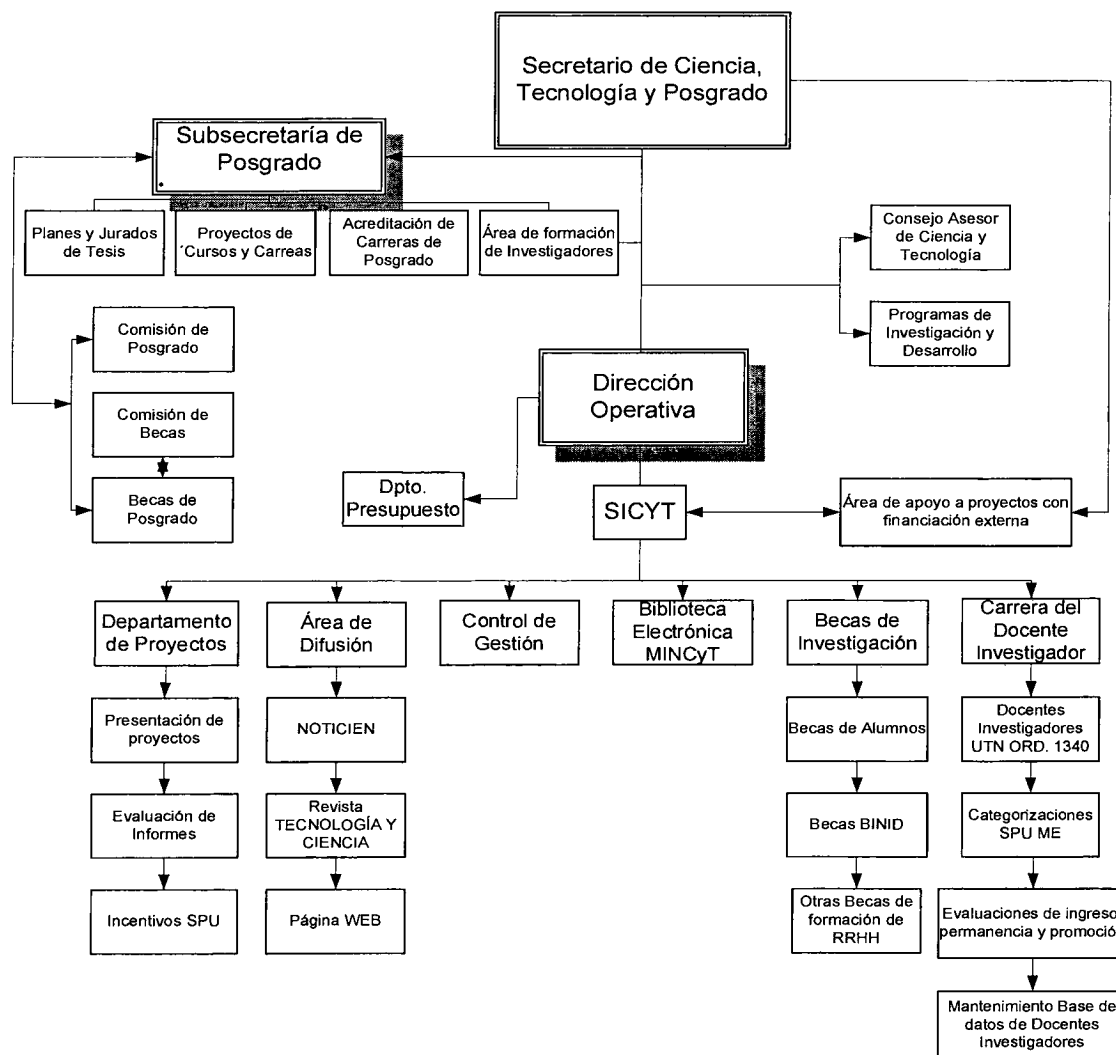 Secretario de Ciencia,
Tecnología y Posgrado
Subsecretaría de
Posgrado
Planes y Jurados
de Tesis
Proyectos de
'Cursos y Carreas
Acreditación de
Carreras de
Posgrado
Área de formación
de Investigadores
Consejo Asesor
de Ciencia y
Tecnología
Programas de
Investigación y
Desarrollo
Comisión de
Posgrado
Comisión de
Becas
Becas de
Posgrado
Dirección
Operativa
Dpto.
Presupuesto
SICYT
Área de apoyo a proyectos con
financiación externa
Departamento
de Proyectos
Área de
Difusión
Control de
Gestión
Biblioteca
Electrónica
MINCyT
Becas de
Investigación
Carrera del
Docente
Investigador
Presentación de
proyectos
NOTICIEN
Becas de Alumnos
Docentes
Investigadores
UTN ORD. 1340
Evaluación de
Informes
Revista
TECNOLOGÍA Y
CIENCIA
Becas BINID
Categorizaciones
SPU ME
Incentivos SPU
Página WEB
Otras Becas de
formación de
RRHH
Evaluaciones de ingreso
permanencia y promoció
Mantenimiento Base de
datos de Docentes
Investigadores